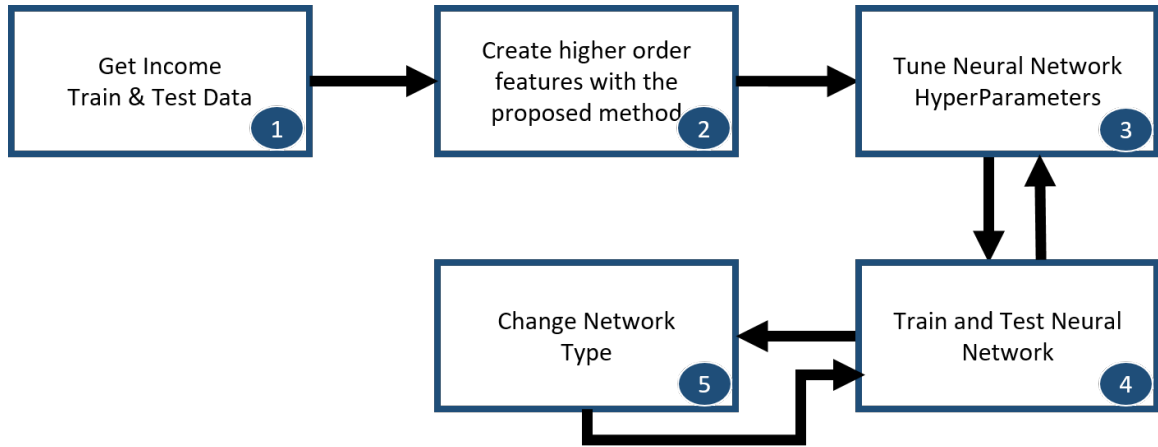 Get Income
Train & Test Data
1
Create higher order
features with the
proposed method
2
Tune Neural Network
HyperParameters
3
Change Network
Type
5
Train and Test Neural
Network
4